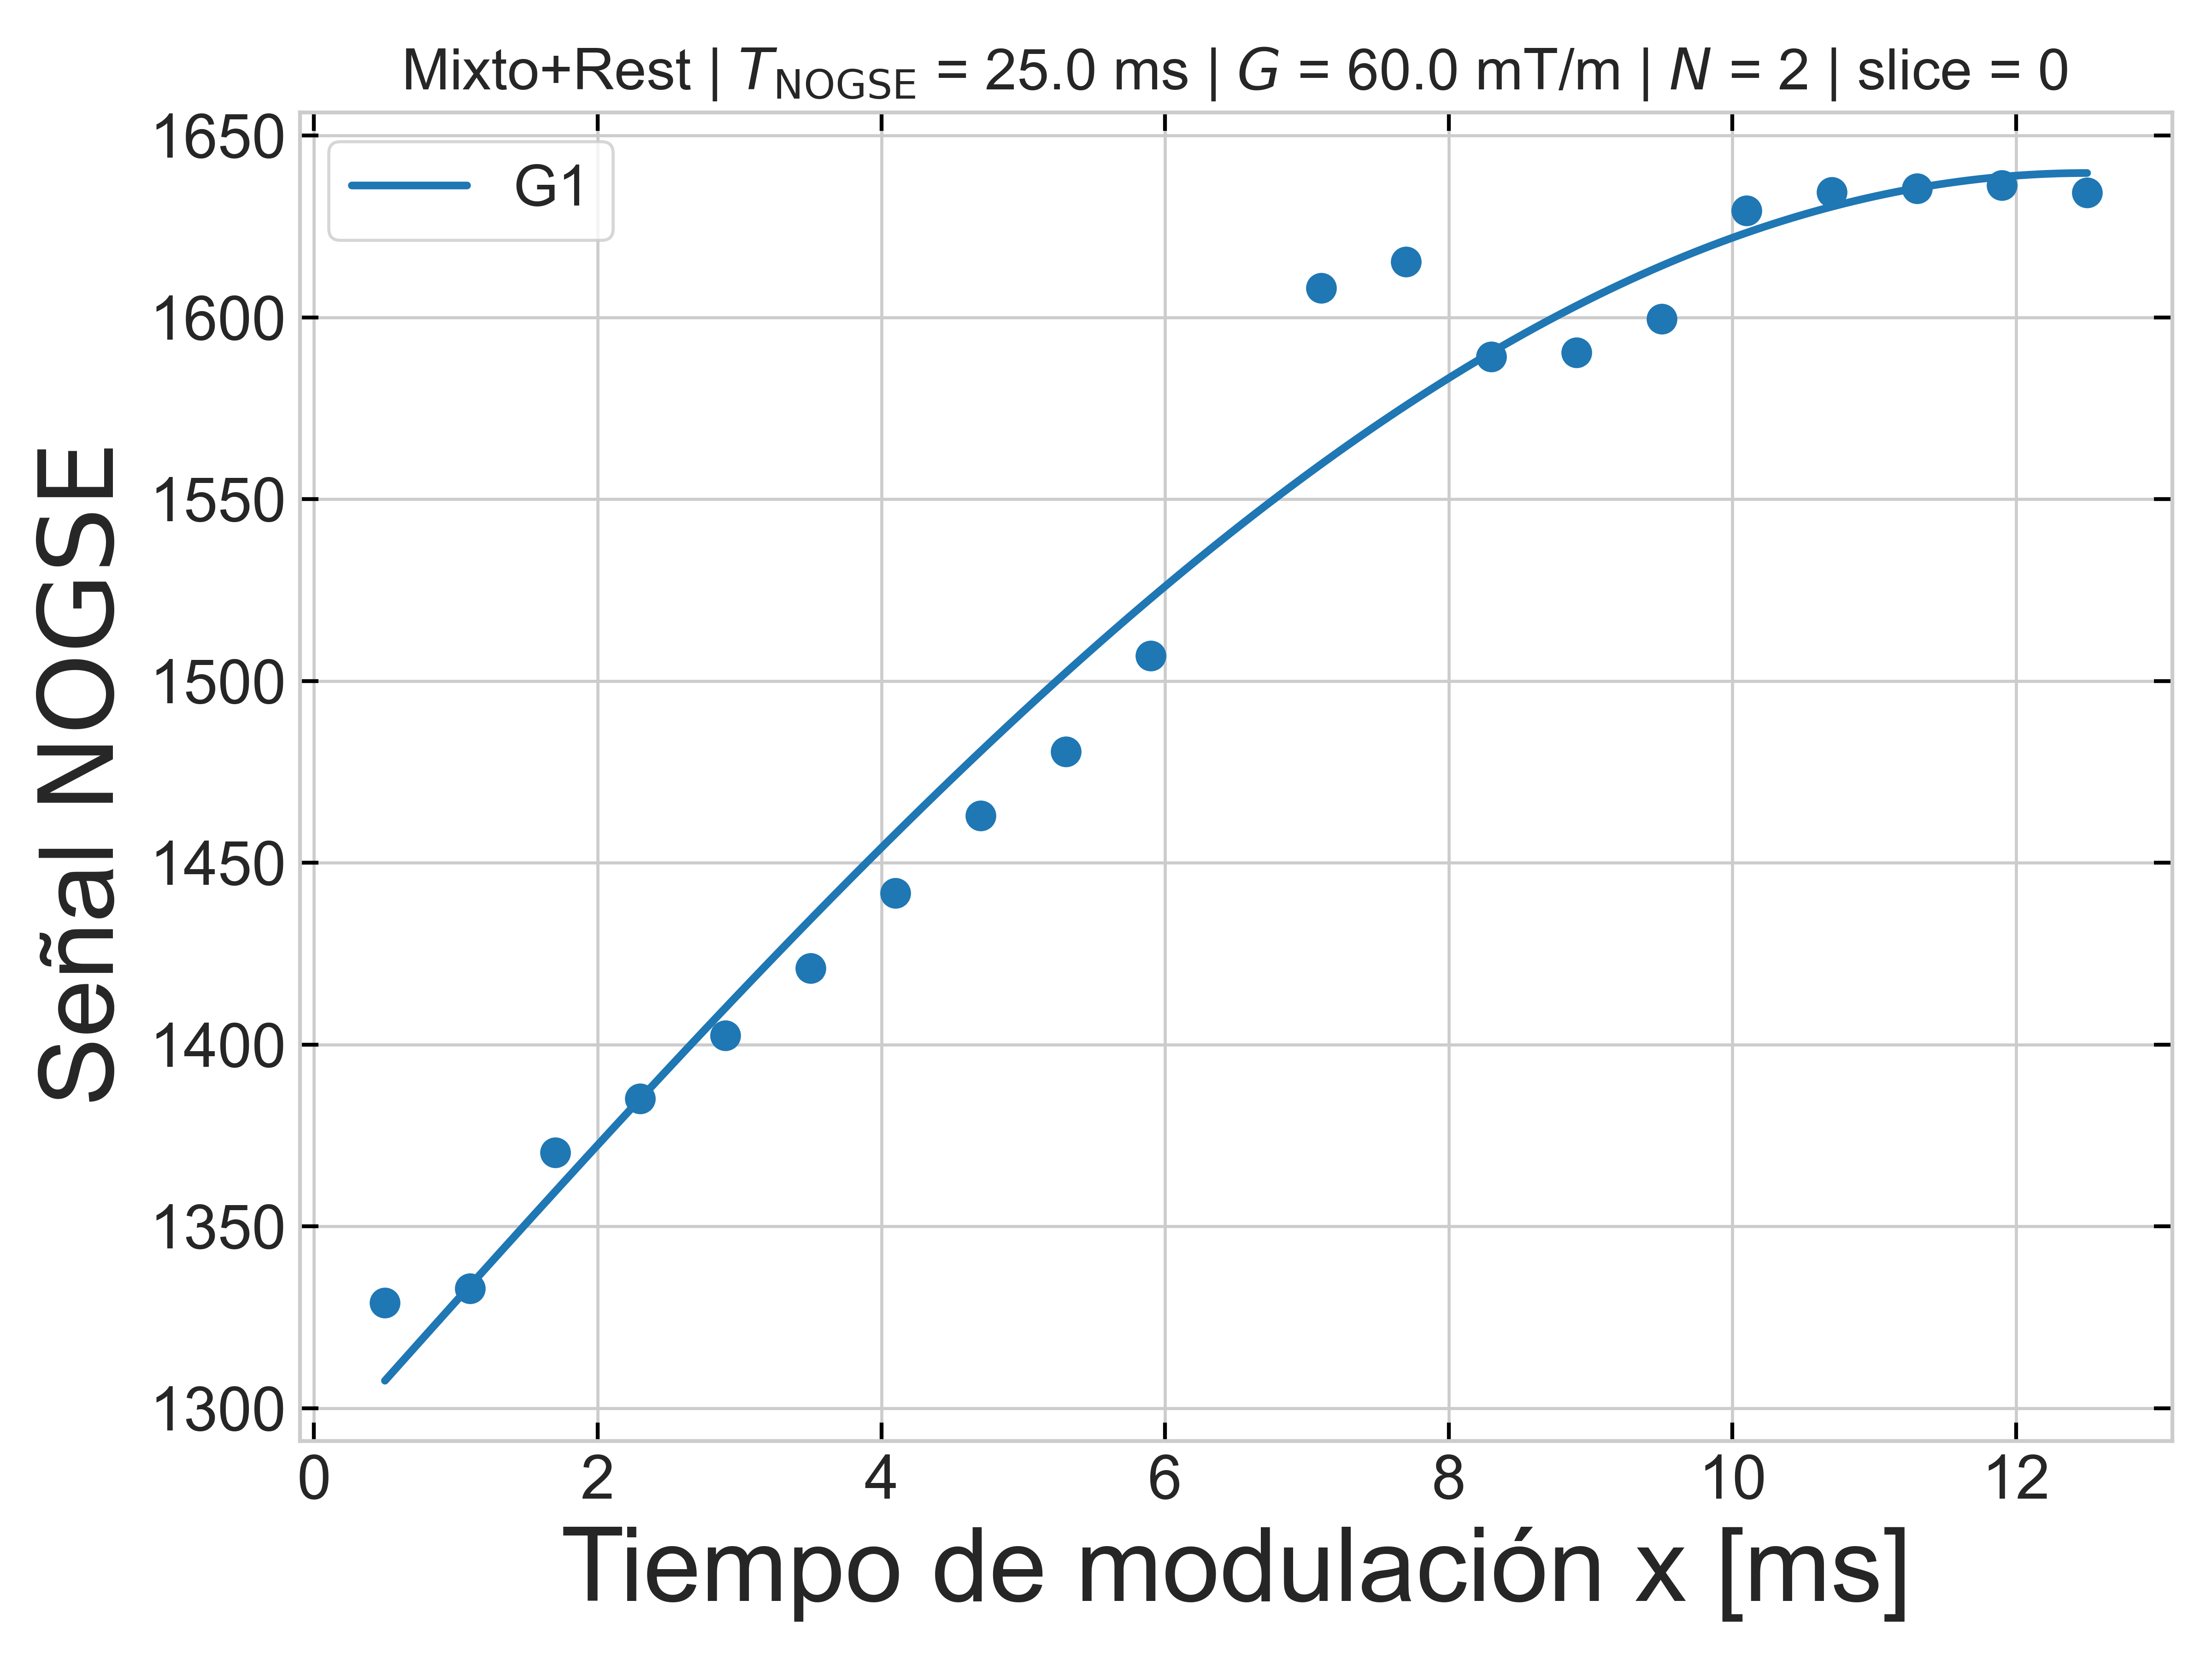 Mixto+Rest | T_NOGSE = 25.0 ms | G = 60.0 mT/m | N = 2 | slice = 0
G1
1650
1600
1550
1500
1450
1400
1350
1300
Señal NOGSE
0 2 4 6 8 10 12
Tiempo de modulación x [ms]